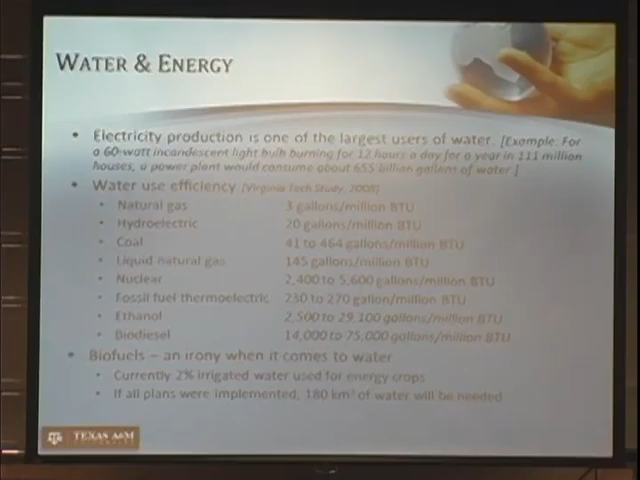 WATER & ENERGY
• Electricity production is one of the largest users of water. [Example: For
a 60-watt incandescent light bulb burning for 12 hours a day for a year in 111 million
houses, a power plant would consume about 655 billion gallons of water.]
• Water use efficiency [Virginia Tech Study, 2008]
• Natural gas 3 gallons/million BTU
• Hydroelectric 20 gallons/million BTU
• Coal 41 to 464 gallons/million BTU
• Liquid natural gas 145 gallons/million BTU
• Nuclear 2,400 to 5,600 gallons/million BTU
• Fossil fuel thermoelectric 230 to 270 gallon/million BTU
• Ethanol 2,500 to 29,100 gallons/million BTU
• Biodiesel 14,000 to 75,000 gallons/million BTU
• Biofuels – an irony when it comes to water
• Currently 2% irrigated water used for energy crops
• If all plans were implemented, 180 km³ of water will be needed
TEXAS A&M